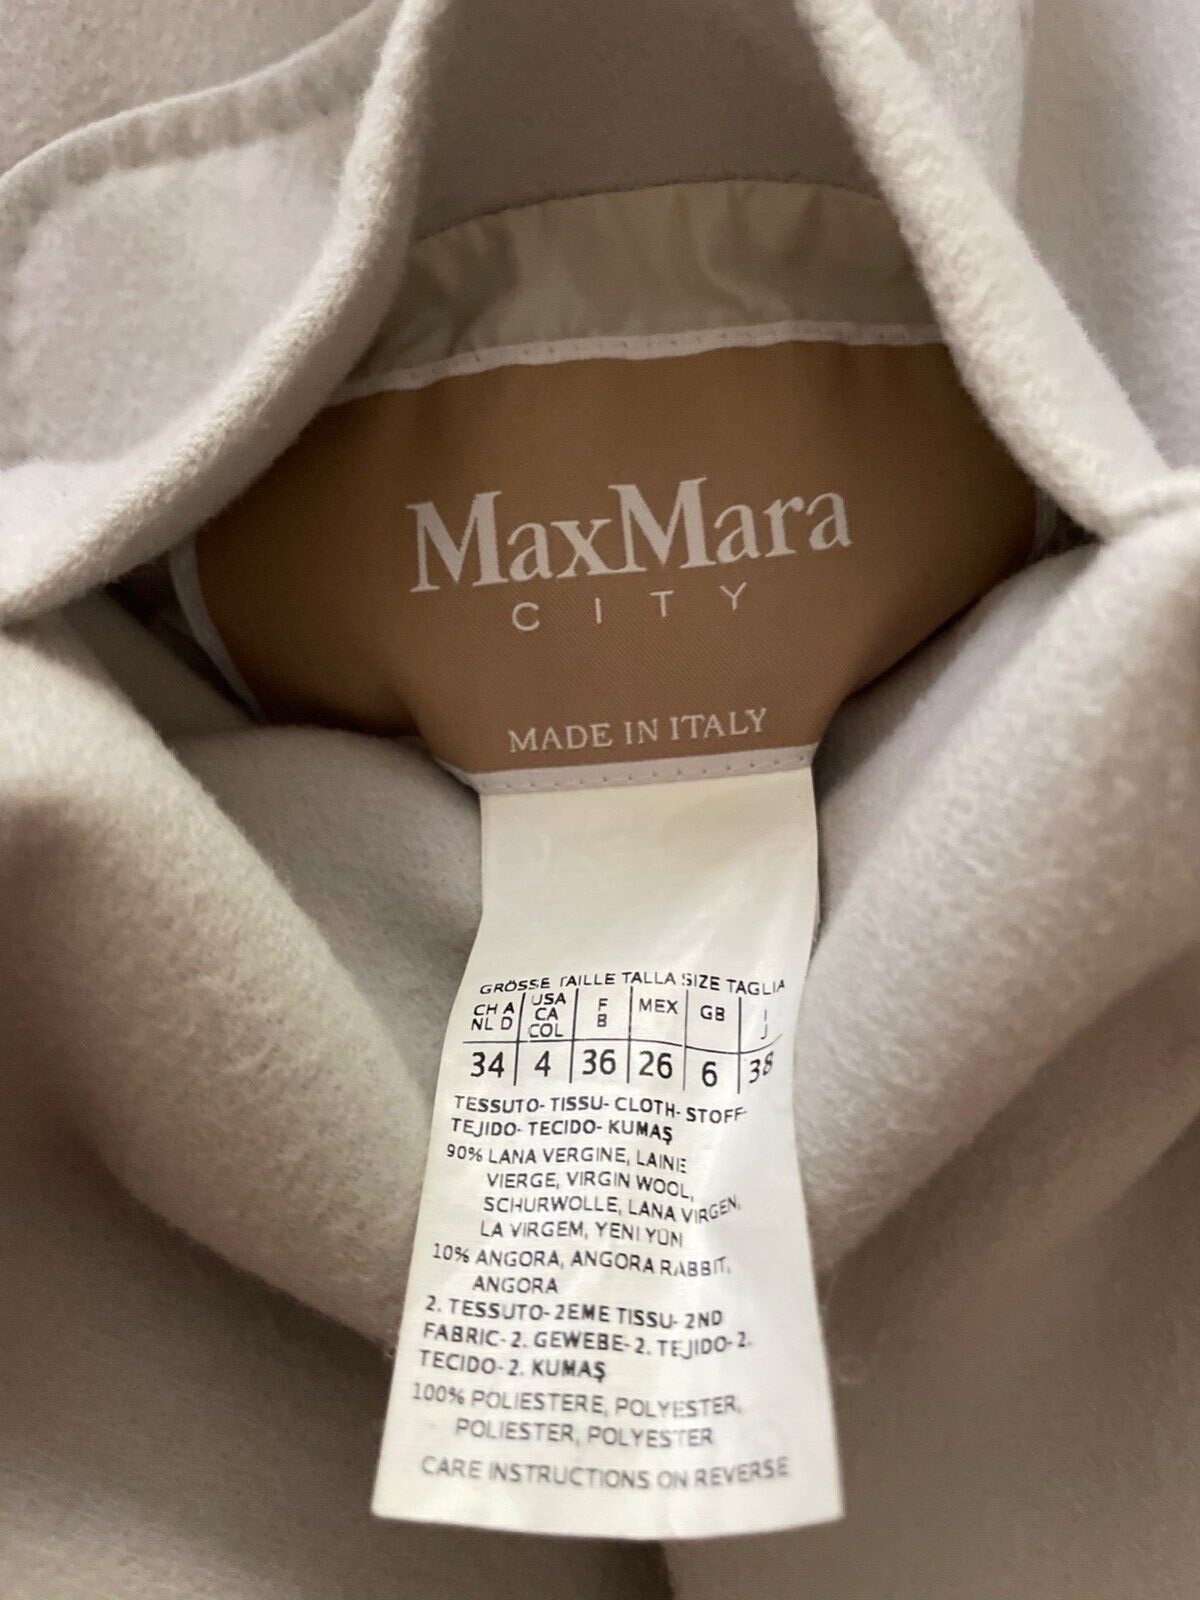 MaxMara
CITY
MADE IN ITALY
GRÖSSE TAILLE TALLA SIZE TAGLIA
CH A USA F MEX GB I
NL D CA B J
COL
34 4 36 26 6 38
TESSUTO- TISSU- CLOTH- STOFF-
TEJIDO- TECIDO- KUMAŞ
90% LANA VERGINE, LAINE
VIERGE, VIRGIN WOOL,
SCHURWOLLE, LANA VIRGEN,
LA VIRGEM, YENI YÜN
10% ANGORA, ANGORA RABBIT,
ANGORA
2. TESSUTO- 2EME TISSU- 2ND
FABRIC- 2. GEWEBE- 2. TEJIDO- 2.
TECIDO- 2. KUMAŞ
100% POLIESTERE, POLYESTER,
POLIESTER, POLYESTER
CARE INSTRUCTIONS ON REVERSE